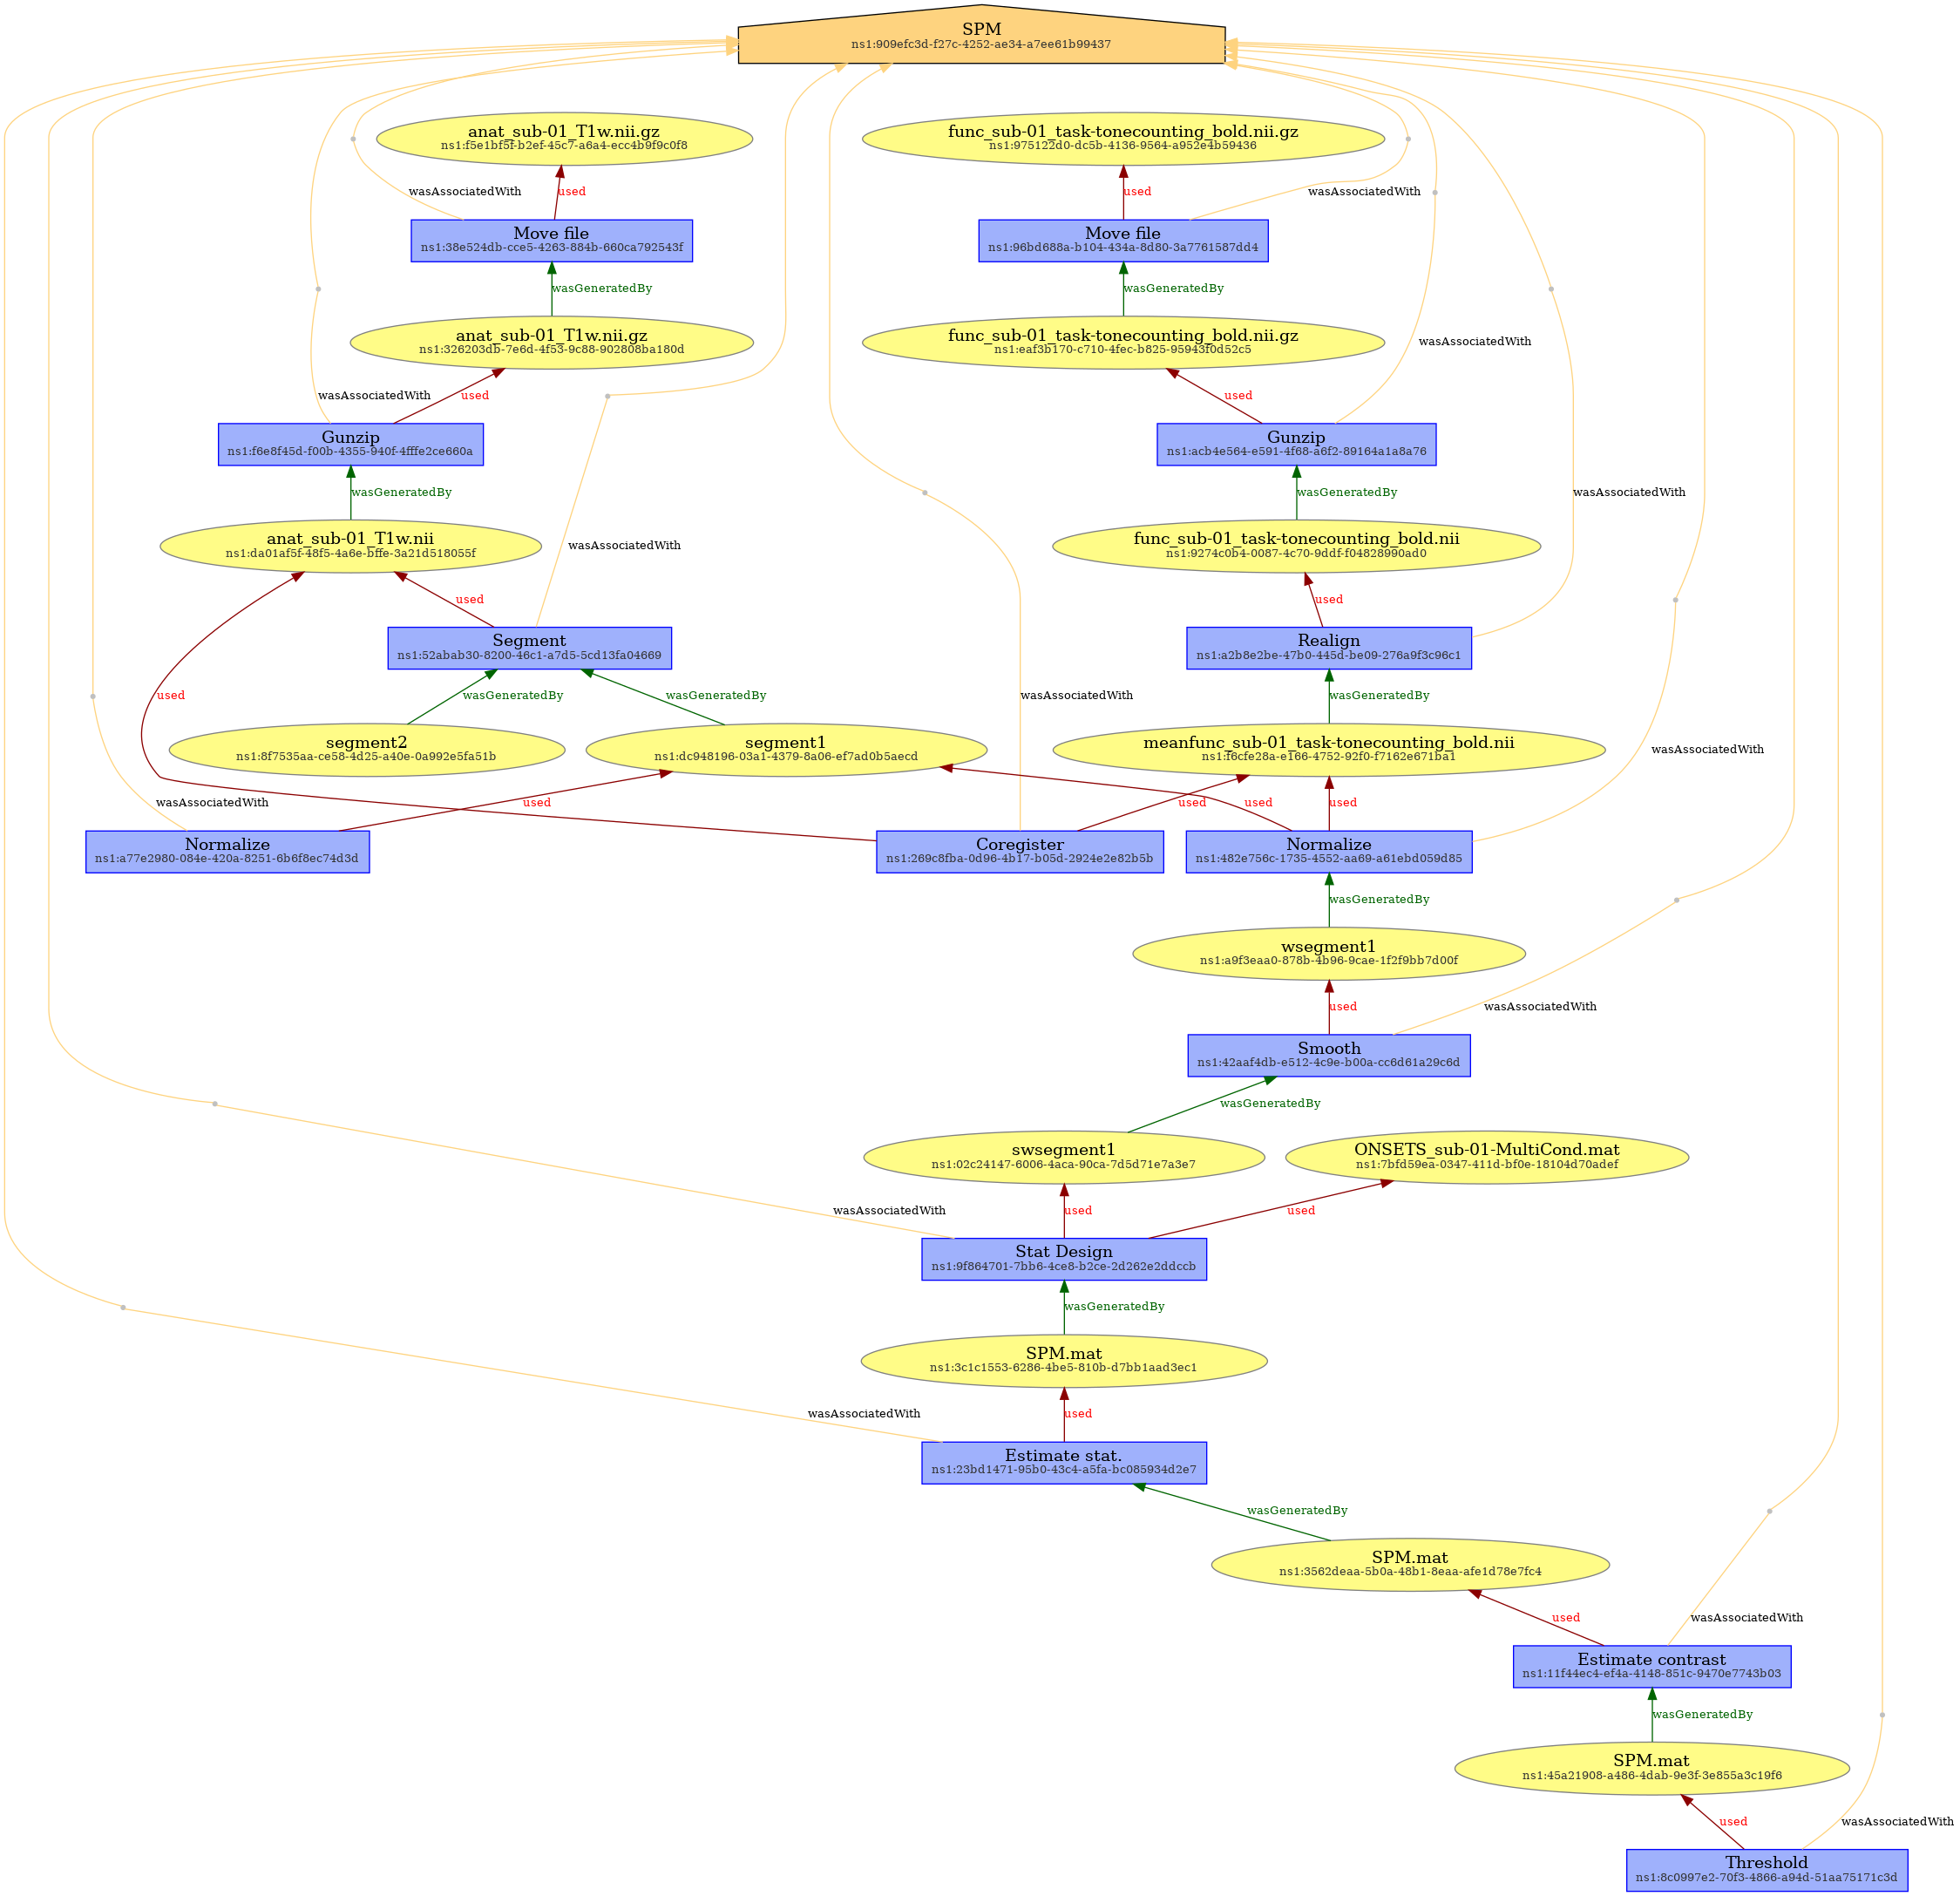 SPM
ns1:909efc3d-f27c-4252-ae34-a7ee61b99437
anat_sub-01_T1w.nii.gz
ns1:f5e1bf5f-b2ef-45c7-a6a4-ecc4b9f9c0f8
func_sub-01_task-tonecounting_bold.nii.gz
ns1:975122d0-dc5b-4136-9564-a952e4b59436
wasAssociatedWith
used
used
wasAssociatedWith
Move file
ns1:38e524db-cce5-4263-884b-660ca792543f
Move file
ns1:96bd688a-b104-434a-8d80-3a7761587dd4
wasGeneratedBy
wasGeneratedBy
anat_sub-01_T1w.nii.gz
ns1:326203db-7e6d-4f53-9c88-902808ba180d
func_sub-01_task-tonecounting_bold.nii.gz
ns1:eaf3b170-c710-4fec-b825-95943f0d52c5
wasAssociatedWith
wasAssociatedWith
used
used
Gunzip
ns1:f6e8f45d-f00b-4355-940f-4fffe2ce660a
Gunzip
ns1:acb4e564-e591-4f68-a6f2-89164a1a8a76
wasGeneratedBy
wasGeneratedBy
wasAssociatedWith
anat_sub-01_T1w.nii
ns1:da01af5f-48f5-4a6e-bffe-3a21d518055f
wasAssociatedWith
func_sub-01_task-tonecounting_bold.nii
ns1:9274c0b4-0087-4c70-9ddf-f04828990ad0
used
used
Segment
ns1:52abab30-8200-46c1-a7d5-5cd13fa04669
Realign
ns1:a2b8e2be-47b0-445d-be09-276a9f3c96c1
used
wasGeneratedBy
wasGeneratedBy
wasAssociatedWith
wasGeneratedBy
segment2
ns1:8f7535aa-ce58-4d25-a40e-0a992e5fa51b
segment1
ns1:dc948196-03a1-4379-8a06-ef7ad0b5aecd
meanfunc_sub-01_task-tonecounting_bold.nii
ns1:f6cfe28a-e166-4752-92f0-f7162e671ba1
wasAssociatedWith
wasAssociatedWith
used
used
used
used
Normalize
ns1:a77e2980-084e-420a-8251-6b6f8ec74d3d
Coregister
ns1:269c8fba-0d96-4b17-b05d-2924e2e82b5b
Normalize
ns1:482e756c-1735-4552-aa69-a61ebd059d85
wasGeneratedBy
wsegment1
ns1:a9f3eaa0-878b-4b96-9cae-1f2f9bb7d00f
used
wasAssociatedWith
Smooth
ns1:42aaf4db-e512-4c9e-b00a-cc6d61a29c6d
wasGeneratedBy
swsegment1
ns1:02c24147-6006-4aca-90ca-7d5d71e7a3e7
ONSETS_sub-01-MultiCond.mat
ns1:7bfd59ea-0347-411d-bf0e-18104d70adef
wasAssociatedWith
used
used
Stat Design
ns1:9f864701-7bb6-4ce8-b2ce-2d262e2ddccb
wasGeneratedBy
SPM.mat
ns1:3c1c1553-6286-4be5-810b-d7bb1aad3ec1
wasAssociatedWith
used
Estimate stat.
ns1:23bd1471-95b0-43c4-a5fa-bc085934d2e7
wasGeneratedBy
SPM.mat
ns1:3562deaa-5b0a-48b1-8eaa-afe1d78e7fc4
used
wasAssociatedWith
Estimate contrast
ns1:11f44ec4-ef4a-4148-851c-9470e7743b03
wasGeneratedBy
SPM.mat
ns1:45a21908-a486-4dab-9e3f-3e855a3c19f6
used
wasAssociatedWith
Threshold
ns1:8c0997e2-70f3-4866-a94d-51aa75171c3d